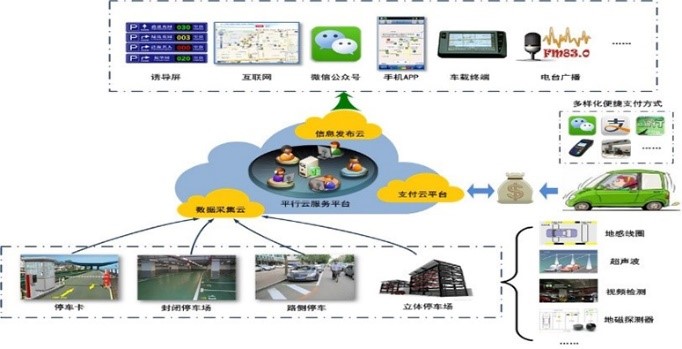 030
003
000
020
FM83.0
……
诱导屏
互联网
微信公众号
手机APP
车载终端
电台广播
多样化便捷支付方式
信息发布云
……
平行云服务平台
支付云平台
数据采集云
$
地感线圈
超声波
视频检测
地磁探测器
……
停车卡
封闭停车场
路侧停车
立体停车场